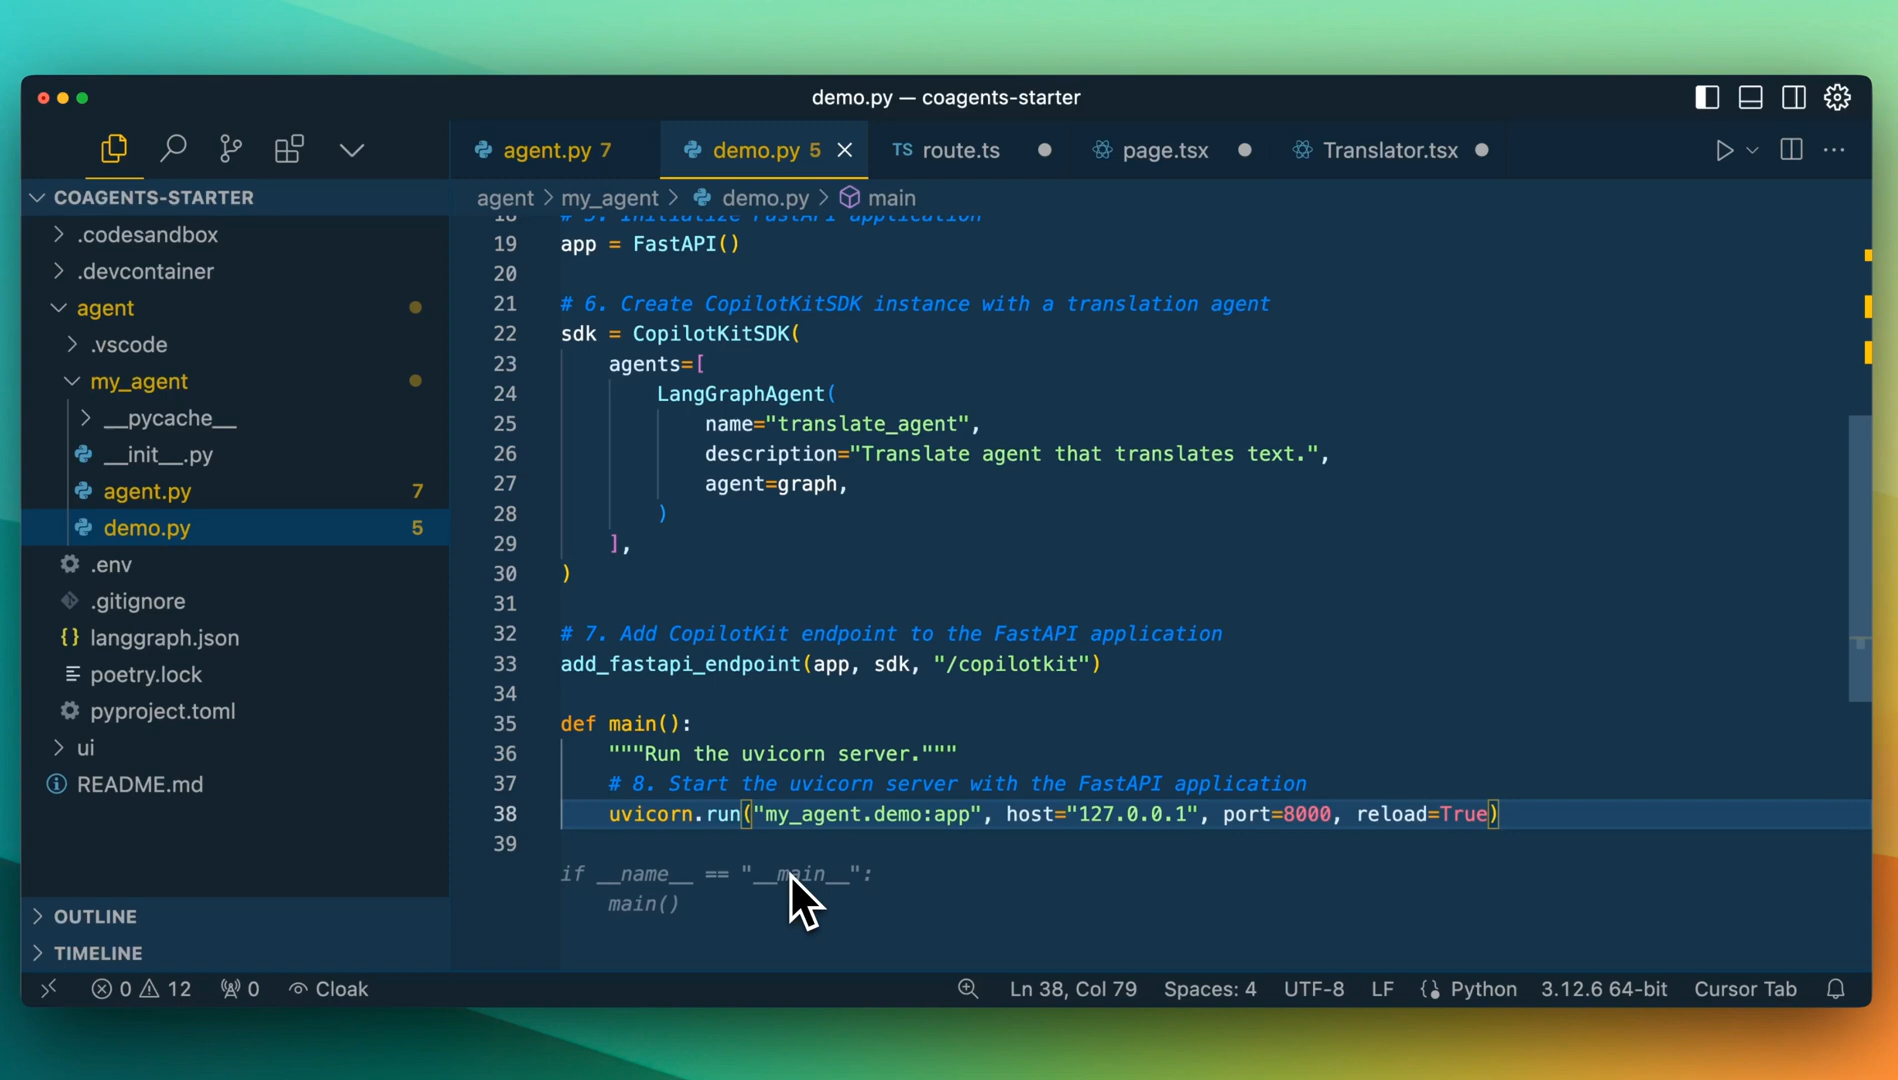 demo.py — coagents-starter
agent.py 7
demo.py 5
TS route.ts
page.tsx
Translator.tsx
COAGENTS-STARTER
agent > my_agent > demo.py > main
.codesandbox
.devcontainer
agent
.vscode
my_agent
__pycache__
__init__.py
agent.py 7
demo.py 5
.env
.gitignore
{} langgraph.json
poetry.lock
pyproject.toml
ui
README.md
OUTLINE
TIMELINE
18 # 5. Initialize FastAPI application
19 app = FastAPI()
20
21 # 6. Create CopilotKitSDK instance with a translation agent
22 sdk = CopilotKitSDK(
23     agents=[
24         LangGraphAgent(
25             name="translate_agent",
26             description="Translate agent that translates text.",
27             agent=graph,
28         )
29     ],
30 )
31
32 # 7. Add CopilotKit endpoint to the FastAPI application
33 add_fastapi_endpoint(app, sdk, "/copilotkit")
34
35 def main():
36     """Run the uvicorn server."""
37     # 8. Start the uvicorn server with the FastAPI application
38     uvicorn.run("my_agent.demo:app", host="127.0.0.1", port=8000, reload=True)
39
if __name__ == "__main__":
    main()
0 12 0 Cloak Ln 38, Col 79 Spaces: 4 UTF-8 LF Python 3.12.6 64-bit Cursor Tab